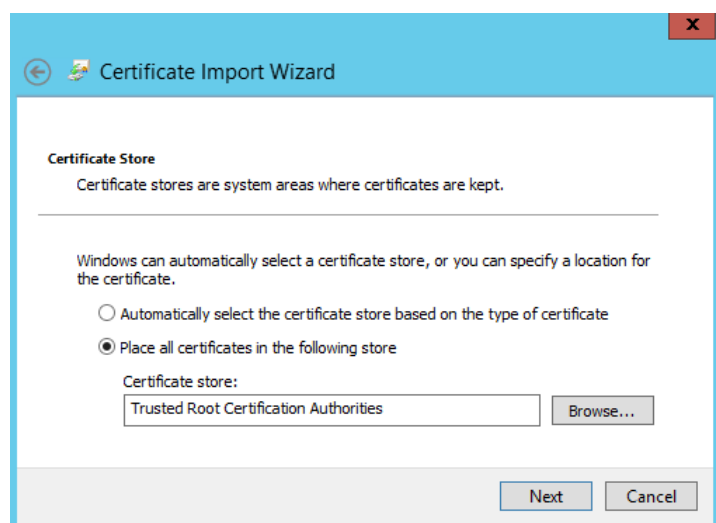 x
Certificate Import Wizard
Certificate Store
Certificate stores are system areas where certificates are kept.
Windows can automatically select a certificate store, or you can specify a location for
the certificate.
Automatically select the certificate store based on the type of certificate
Place all certificates in the following store
Certificate store:
Trusted Root Certification Authorities
Browse...
Next
Cancel